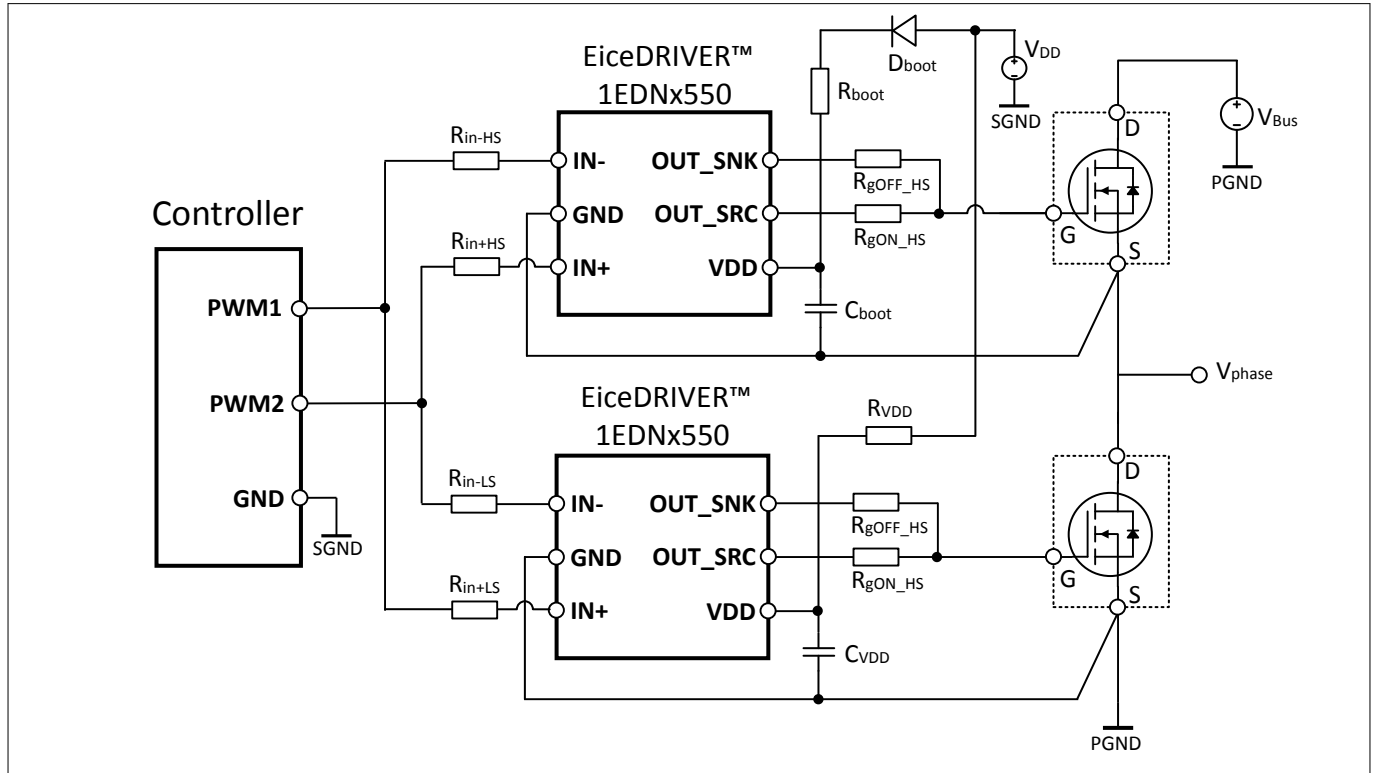 EiceDRIVER™
1EDNx550
Dboot
VDD
Rboot
SGND
D
VBus
PGND
Rin-HS
IN-
OUT_SNK
RgOFF_HS
GND
OUT_SRC
RgON_HS
G
S
Rin+HS
IN+
VDD
Cboot
Controller
PWM1
PWM2
GND
SGND
Vphase
EiceDRIVER™
1EDNx550
RVDD
D
Rin-LS
IN-
OUT_SNK
RgOFF_HS
GND
OUT_SRC
RgON_HS
G
S
Rin+LS
IN+
VDD
CVDD
PGND